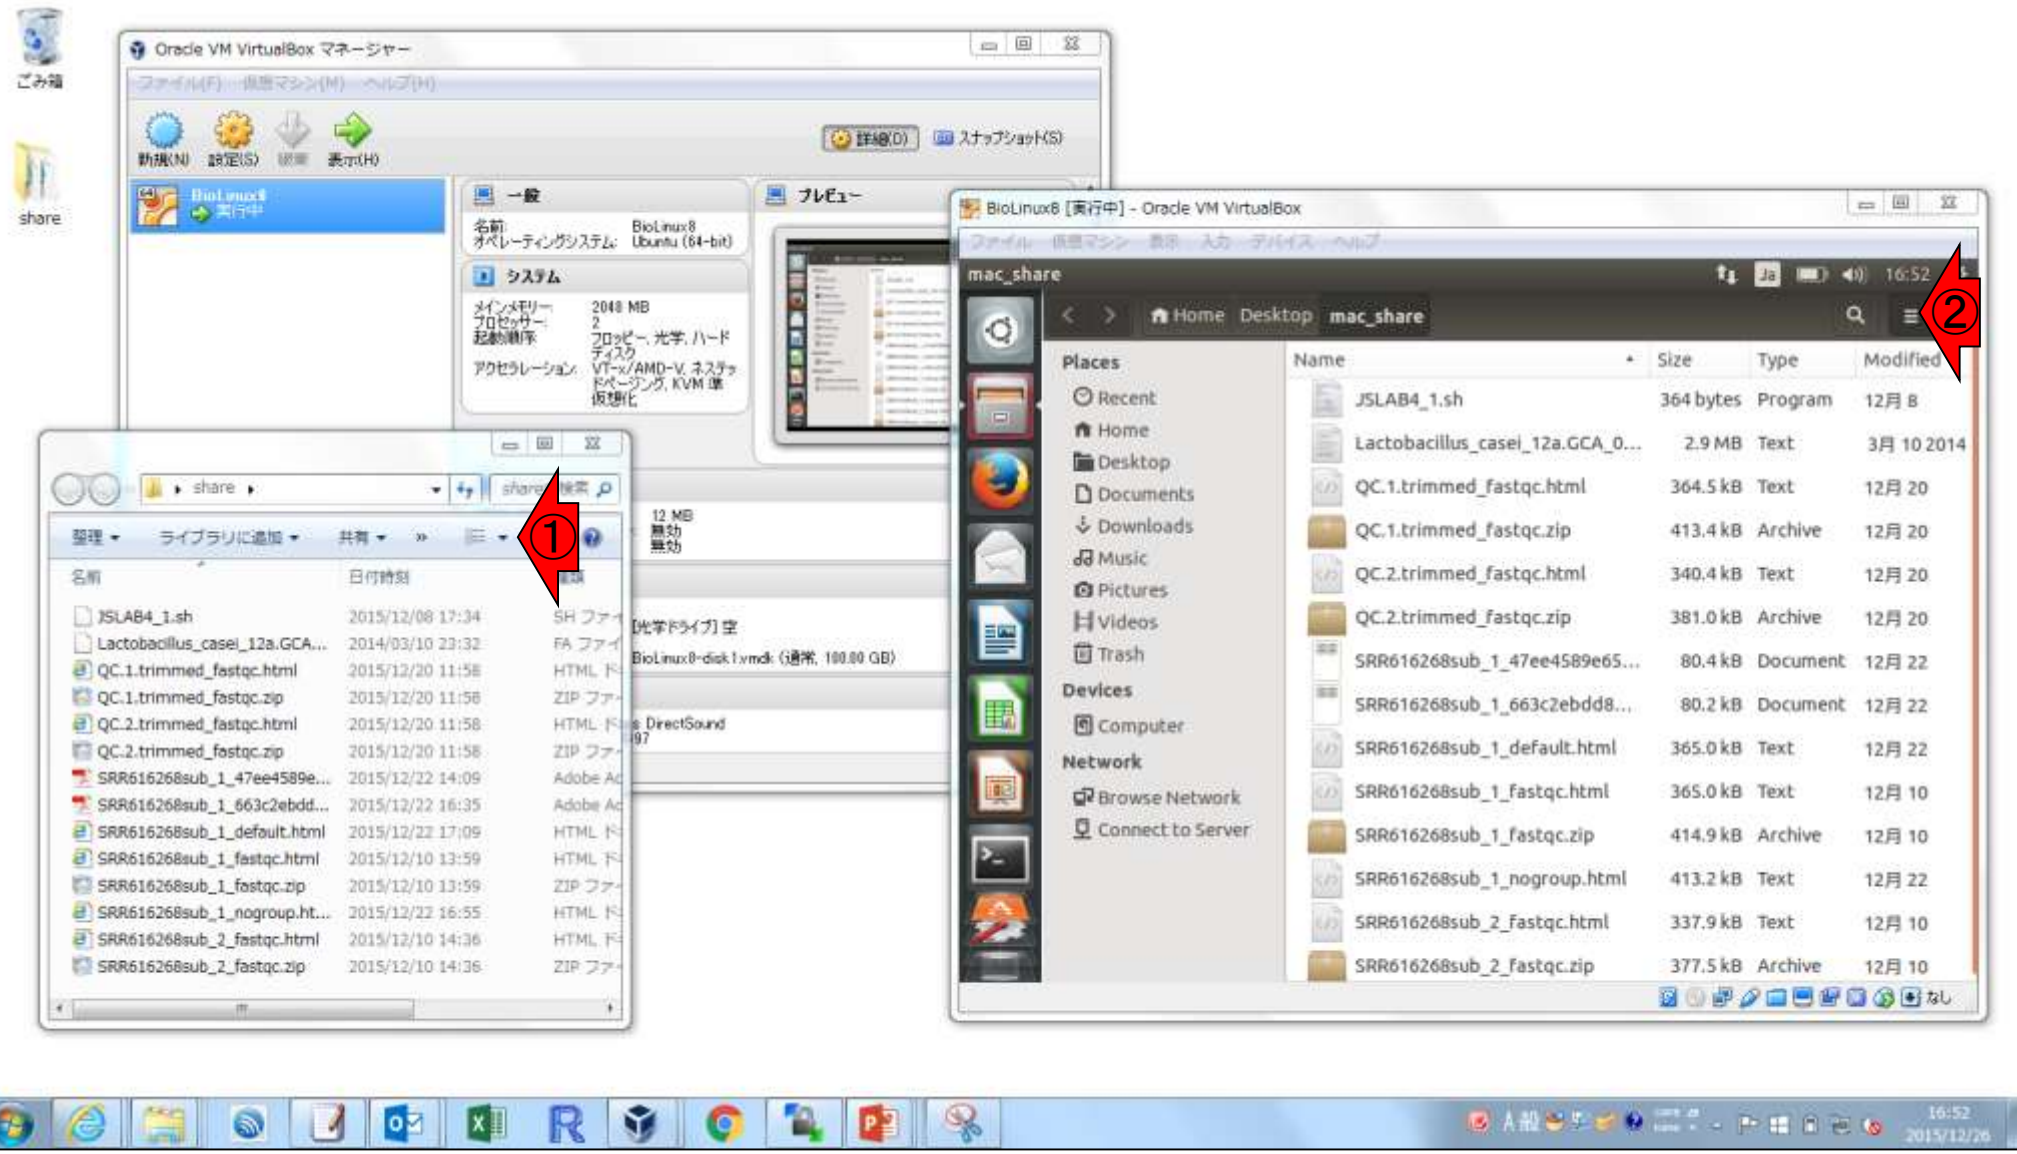 ごみ箱
share
Oracle VM VirtualBox マネージャー
ファイル(F) 仮想マシン(M) ヘルプ(H)
新規(N) 設定(S) 破棄 表示(H)
詳細(D) スナップショット(S)
BioLinux8
実行中
一般
名前: BioLinux8
オペレーティングシステム: Ubuntu (64-bit)
システム
メインメモリー: 2048 MB
プロセッサー: 2
起動順序: フロッピー, 光学, ハード
ディスク
アクセラレーション: VT-x/AMD-V, ネステッ
ドページング, KVM 準
仮想化
プレビュー
12 MB
無効
無効
[光学ドライブ] 空
BioLinux8-disk1.vmdk (通常, 100.00 GB)
s DirectSound
97
share
share 検索
整理 ライブラリに追加 共有 »
①
名前 日付時刻 種類
JSLAB4_1.sh 2015/12/08 17:34 SH ファイ
Lactobacillus_casei_12a.GCA... 2014/03/10 23:32 FA ファイ
QC.1.trimmed_fastqc.html 2015/12/20 11:58 HTML ド
QC.1.trimmed_fastqc.zip 2015/12/20 11:58 ZIP ファ
QC.2.trimmed_fastqc.html 2015/12/20 11:58 HTML ド
QC.2.trimmed_fastqc.zip 2015/12/20 11:58 ZIP ファ
SRR616268sub_1_47ee4589e... 2015/12/22 14:09 Adobe Ac
SRR616268sub_1_663c2ebdd... 2015/12/22 16:35 Adobe Ac
SRR616268sub_1_default.html 2015/12/22 17:09 HTML ド
SRR616268sub_1_fastqc.html 2015/12/10 13:59 HTML ド
SRR616268sub_1_fastqc.zip 2015/12/10 13:59 ZIP ファ
SRR616268sub_1_nogroup.ht... 2015/12/22 16:55 HTML ド
SRR616268sub_2_fastqc.html 2015/12/10 14:36 HTML ド
SRR616268sub_2_fastqc.zip 2015/12/10 14:36 ZIP ファ
BioLinux8 [実行中] - Oracle VM VirtualBox
ファイル 仮想マシン 表示 入力 デバイス ヘルプ
mac_share Ja 16:52
②
Home Desktop mac_share
Places
Recent
Home
Desktop
Documents
Downloads
Music
Pictures
Videos
Trash
Devices
Computer
Network
Browse Network
Connect to Server
Name Size Type Modified
JSLAB4_1.sh 364 bytes Program 12月 8
Lactobacillus_casei_12a.GCA_0... 2.9 MB Text 3月 10 2014
QC.1.trimmed_fastqc.html 364.5 kB Text 12月 20
QC.1.trimmed_fastqc.zip 413.4 kB Archive 12月 20
QC.2.trimmed_fastqc.html 340.4 kB Text 12月 20
QC.2.trimmed_fastqc.zip 381.0 kB Archive 12月 20
SRR616268sub_1_47ee4589e65... 80.4 kB Document 12月 22
SRR616268sub_1_663c2ebdd8... 80.2 kB Document 12月 22
SRR616268sub_1_default.html 365.0 kB Text 12月 22
SRR616268sub_1_fastqc.html 365.0 kB Text 12月 10
SRR616268sub_1_fastqc.zip 414.9 kB Archive 12月 10
SRR616268sub_1_nogroup.html 413.2 kB Text 12月 22
SRR616268sub_2_fastqc.html 337.9 kB Text 12月 10
SRR616268sub_2_fastqc.zip 377.5 kB Archive 12月 10
なし
A 般
16:52
2015/12/26